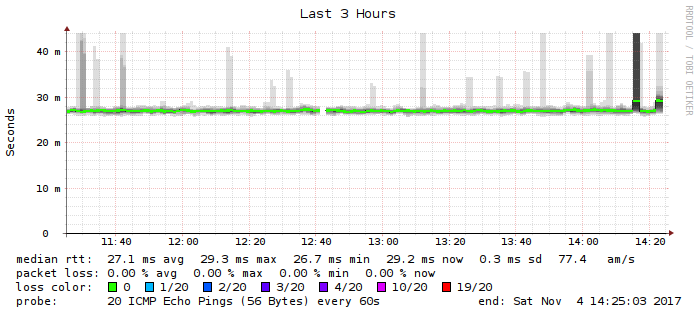 Last 3 Hours
RRDTOOL / TOBI OETIKER
Seconds
40 m
30 m
20 m
10 m
0
11:40 12:00 12:20 12:40 13:00 13:20 13:40 14:00 14:20
median rtt: 27.1 ms avg 29.3 ms max 26.7 ms min 29.2 ms now 0.3 ms sd 77.4 am/s
packet loss: 0.00 % avg 0.00 % max 0.00 % min 0.00 % now
loss color: 0 1/20 2/20 3/20 4/20 10/20 19/20
probe: 20 ICMP Echo Pings (56 Bytes) every 60s end: Sat Nov 4 14:25:03 2017